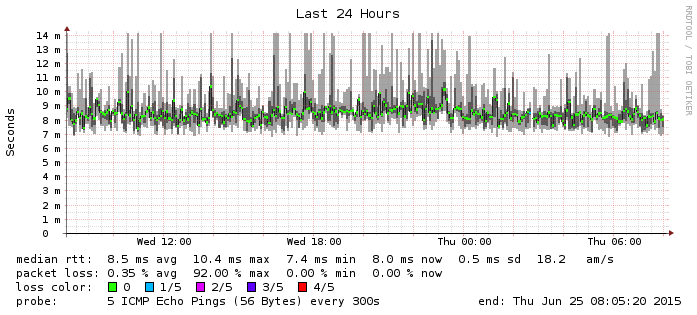 Last 24 Hours
RRDTOOL / TOBI OETIKER
Seconds
14 m
13 m
12 m
11 m
10 m
9 m
8 m
7 m
6 m
5 m
4 m
3 m
2 m
1 m
0
Wed 12:00 Wed 18:00 Thu 00:00 Thu 06:00
median rtt: 8.5 ms avg 10.4 ms max 7.4 ms min 8.0 ms now 0.5 ms sd 18.2 am/s
packet loss: 0.35 % avg 92.00 % max 0.00 % min 0.00 % now
loss color: 0 1/5 2/5 3/5 4/5
probe: 5 ICMP Echo Pings (56 Bytes) every 300s end: Thu Jun 25 08:05:20 2015